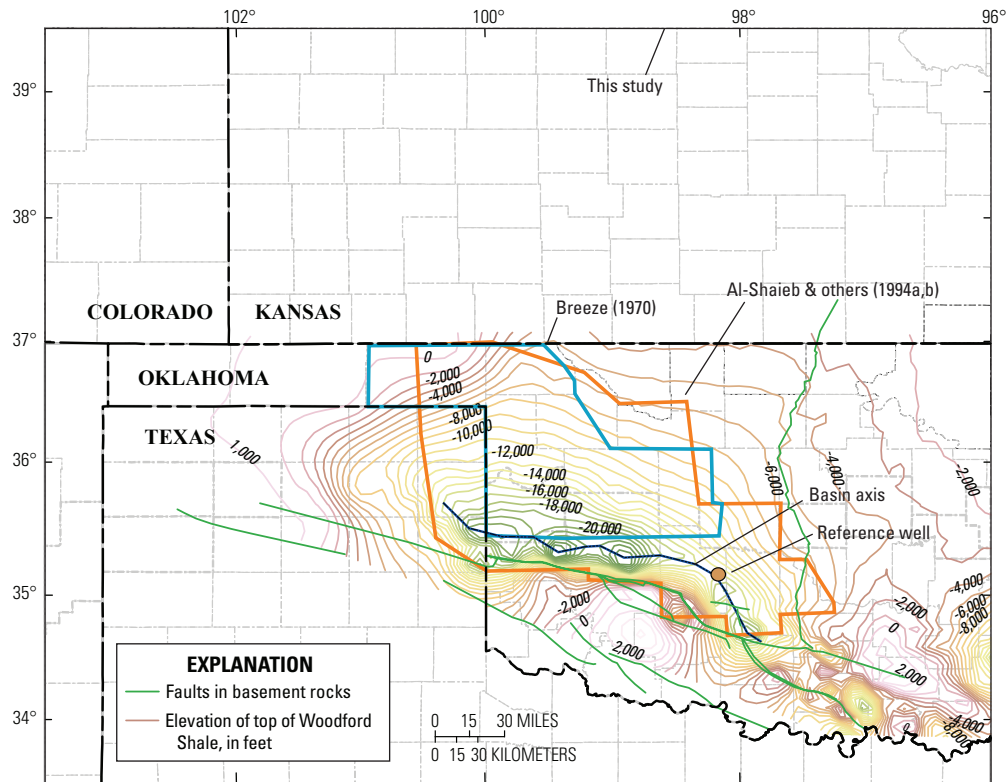 102°
100°
98°
96°
39°
This study
38°
COLORADO
KANSAS
Breeze (1970)
Al-Shaieb & others (1994a,b)
37°
0
-2,000
-4,000
OKLAHOMA
-8,000
-10,000
TEXAS
1,000
36°
-12,000
-14,000
-16,000
-18,000
-20,000
-6,000
-4,000
-2,000
Basin axis
Reference well
35°
-2,000
0
2,000
-4,000
-6,000
-8,000
-2,000
0
2,000
34°
-4,000
-8,000
0
EXPLANATION
Faults in basement rocks
Elevation of top of Woodford
Shale, in feet
0 15 30 MILES
0 15 30 KILOMETERS